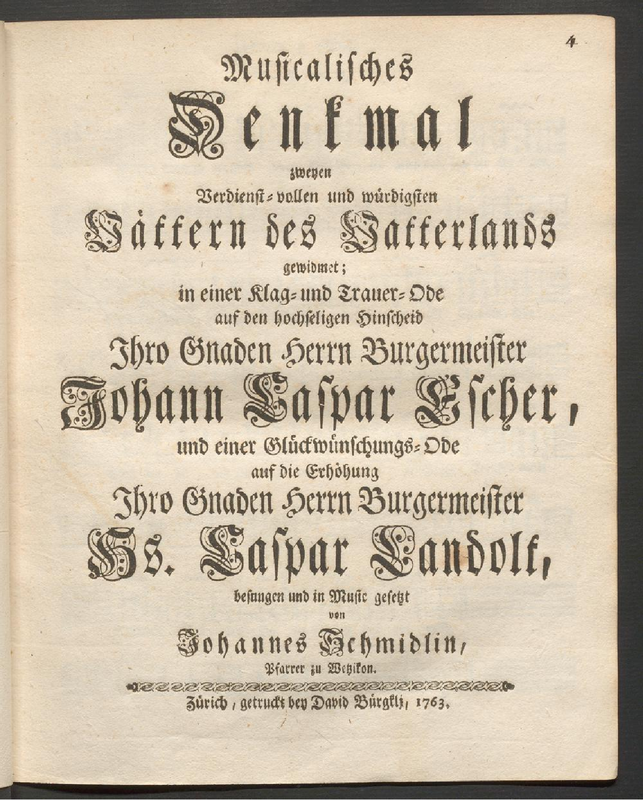 4
Musicalisches
Denkmal
zweyen
Verdienst-vollen und würdigsten
Vättern des Vatterlands
gewidmet;
in einer Klag- und Trauer-Ode
auf den hochseligen Hinscheid
Ihro Gnaden Herrn Burgermeister
Johann Caspar Escher,
und einer Glückwünschungs-Ode
auf die Erhöhung
Ihro Gnaden Herrn Burgermeister
Hs. Caspar Landolt,
besungen und in Music gesetzt
von
Johannes Schmidlin,
Pfarrer zu Wetzikon.
Zürich, getruckt bey David Bürgklj, 1763.